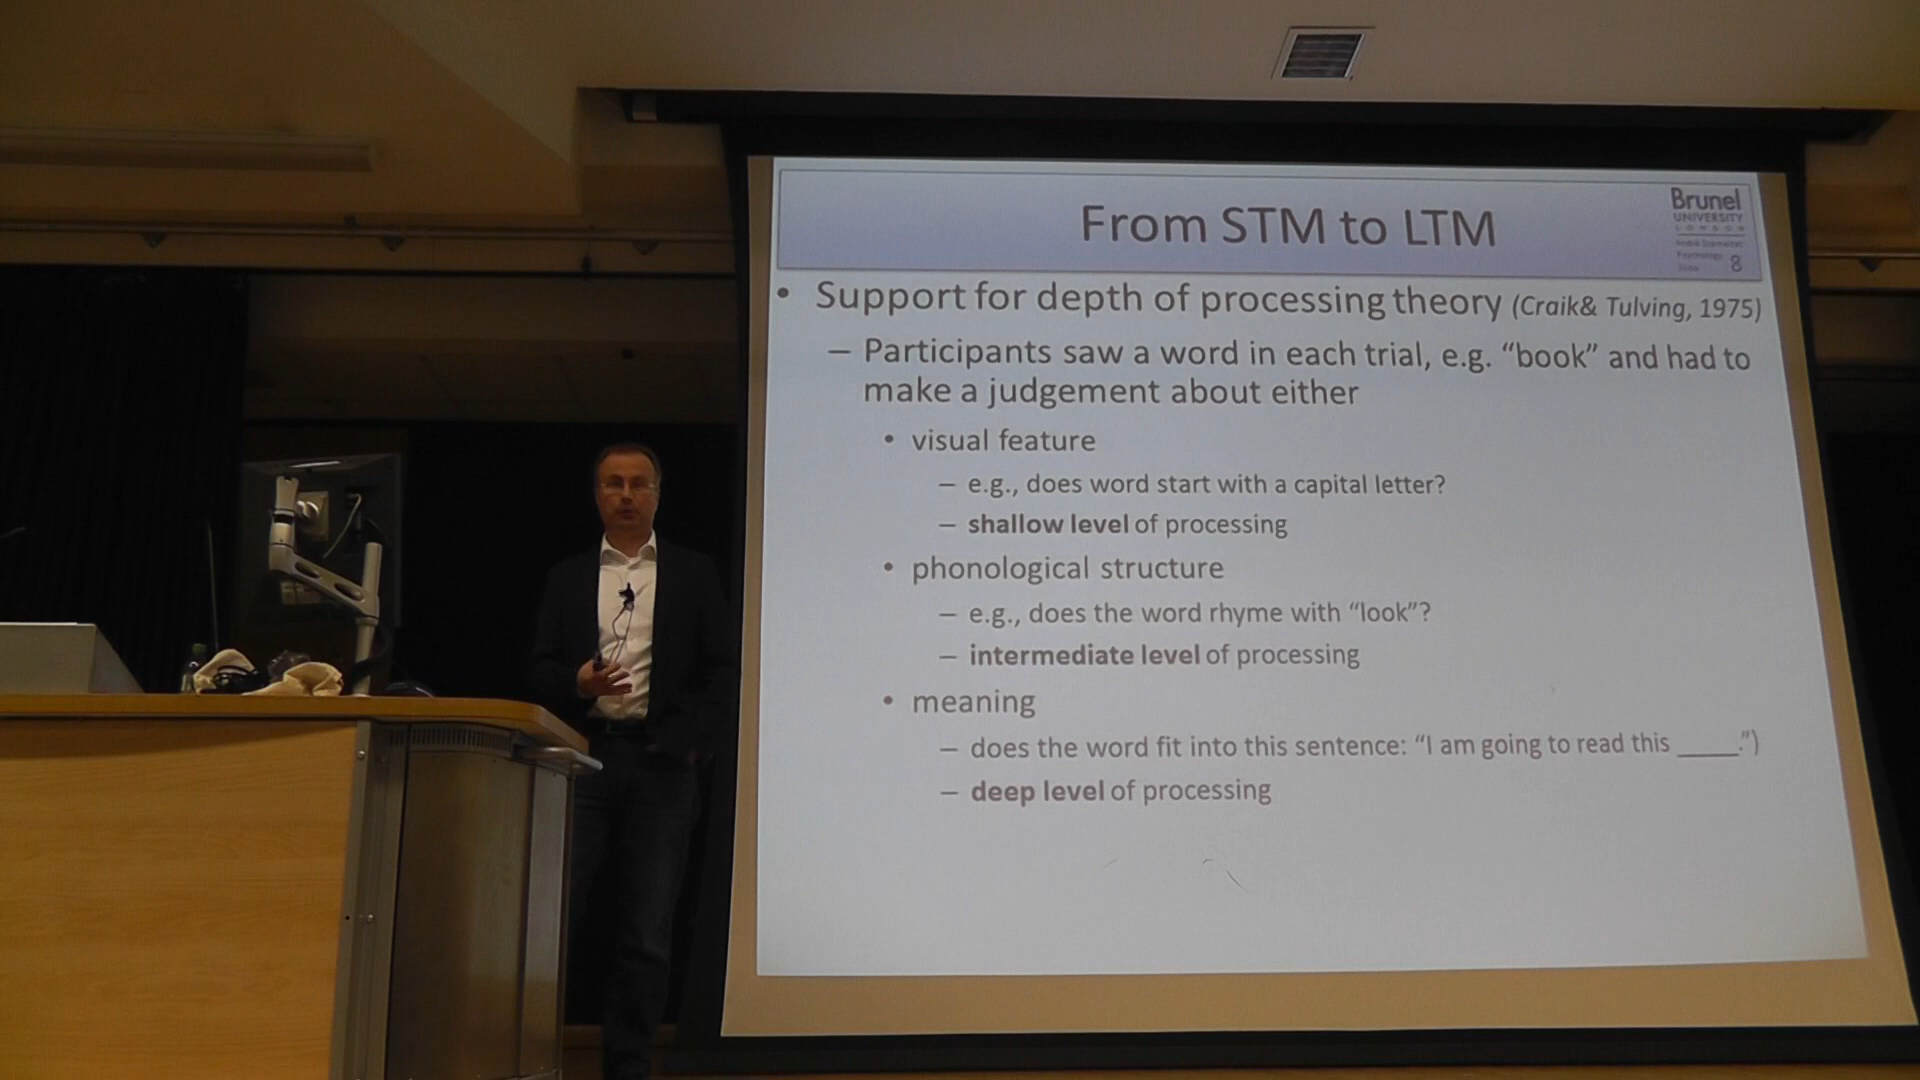 From STM to LTM
Brunel
UNIVERSITY
LONDON
Psychology
Slide 8
• Support for depth of processing theory (Craik& Tulving, 1975)
– Participants saw a word in each trial, e.g. “book” and had to
make a judgement about either
• visual feature
– e.g., does word start with a capital letter?
– shallow level of processing
• phonological structure
– e.g., does the word rhyme with “look”?
– intermediate level of processing
• meaning
– does the word fit into this sentence: “I am going to read this _____.”)
– deep level of processing